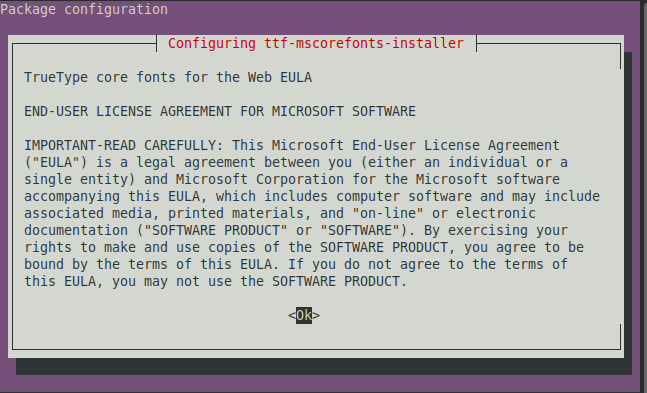 Package configuration
Configuring ttf-mscorefonts-installer
TrueType core fonts for the Web EULA
END-USER LICENSE AGREEMENT FOR MICROSOFT SOFTWARE
IMPORTANT-READ CAREFULLY: This Microsoft End-User License Agreement
("EULA") is a legal agreement between you (either an individual or a
single entity) and Microsoft Corporation for the Microsoft software
accompanying this EULA, which includes computer software and may include
associated media, printed materials, and "on-line" or electronic
documentation ("SOFTWARE PRODUCT" or "SOFTWARE"). By exercising your
rights to make and use copies of the SOFTWARE PRODUCT, you agree to be
bound by the terms of this EULA. If you do not agree to the terms of
this EULA, you may not use the SOFTWARE PRODUCT.
<Ok>